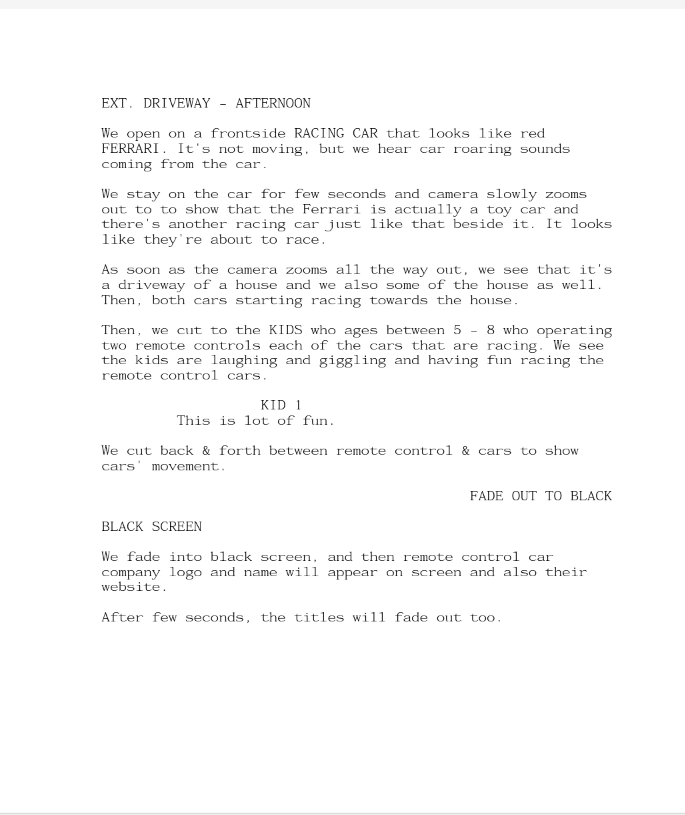 EXT. DRIVEWAY - AFTERNOON
We open on a frontside RACING CAR that looks like red
FERRARI. It's not moving, but we hear car roaring sounds
coming from the car.
We stay on the car for few seconds and camera slowly zooms
out to to show that the Ferrari is actually a toy car and
there's another racing car just like that beside it. It looks
like they're about to race.
As soon as the camera zooms all the way out, we see that it's
a driveway of a house and we also some of the house as well.
Then, both cars starting racing towards the house.
Then, we cut to the KIDS who ages between 5 - 8 who operating
two remote controls each of the cars that are racing. We see
the kids are laughing and giggling and having fun racing the
remote control cars.
KID 1
This is lot of fun.
We cut back & forth between remote control & cars to show
cars' movement.
FADE OUT TO BLACK
BLACK SCREEN
We fade into black screen, and then remote control car
company logo and name will appear on screen and also their
website.
After few seconds, the titles will fade out too.